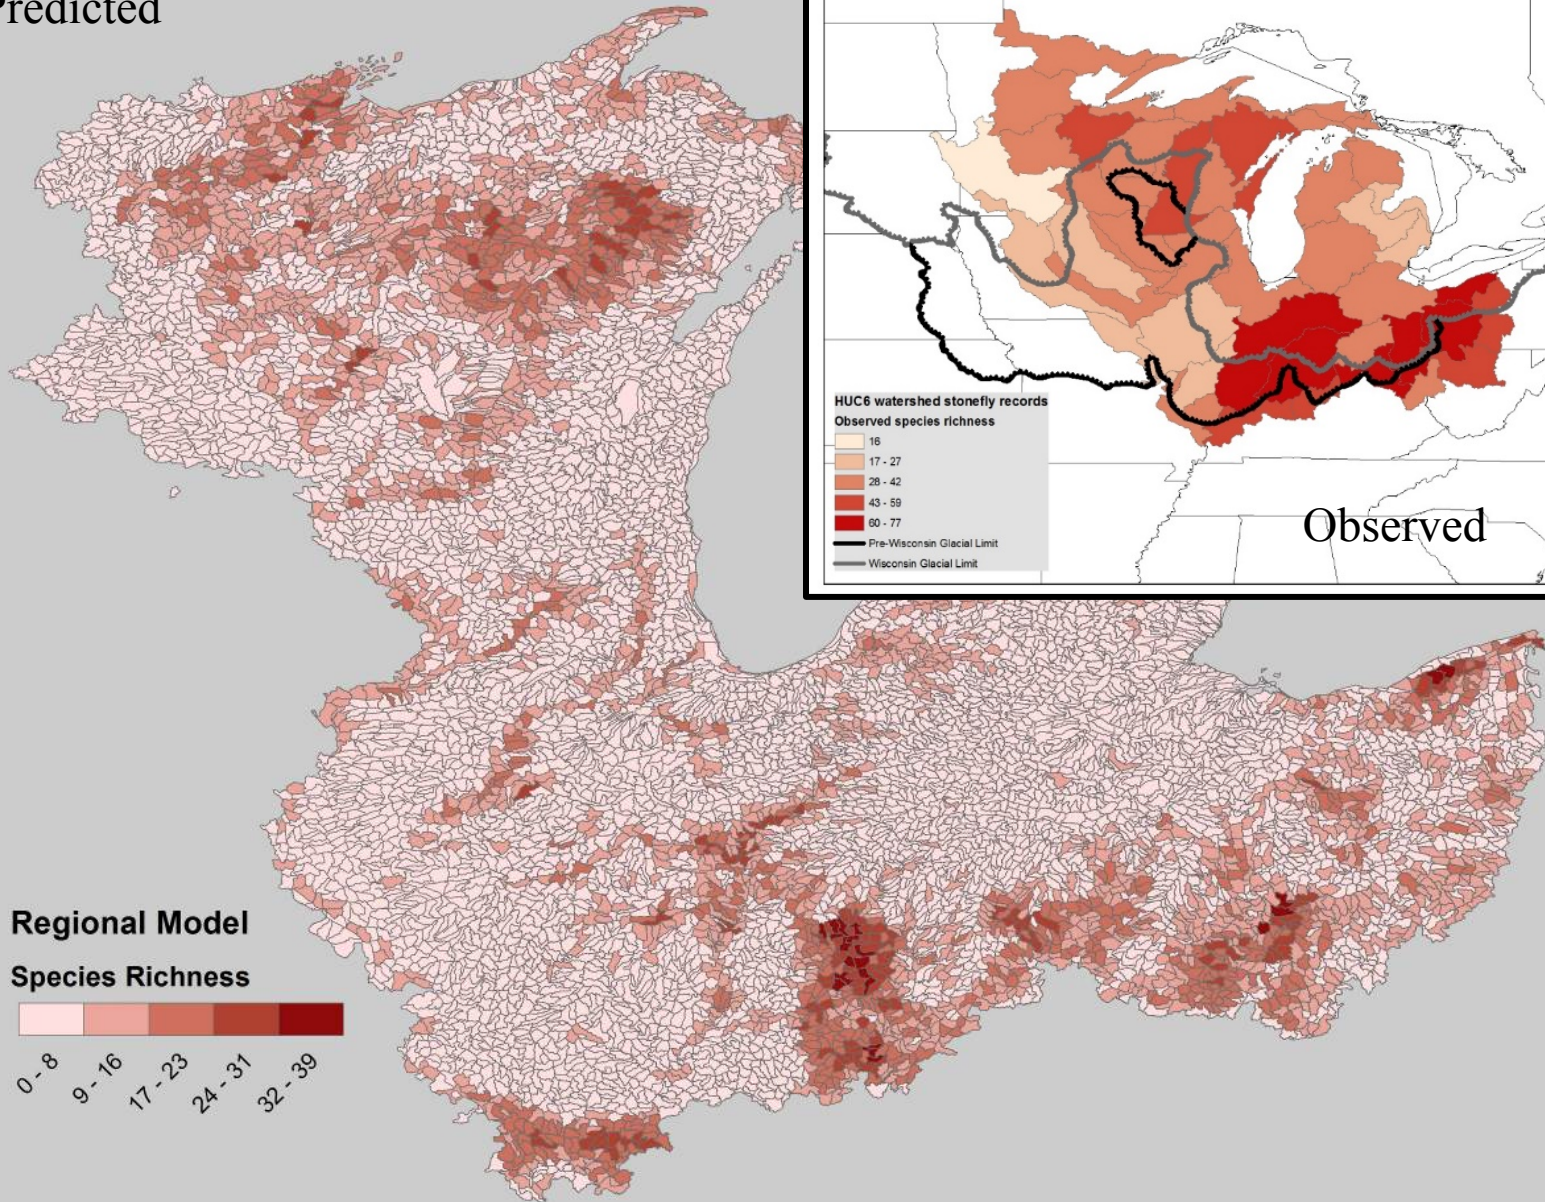 Predicted
HUC6 watershed stonefly records
Observed species richness
16
17 - 27
28 - 42
43 - 59
60 - 77
Pre-Wisconsin Glacial Limit
Wisconsin Glacial Limit
Observed
Regional Model
Species Richness
0 - 8
9 - 16
17 - 23
24 - 31
32 - 39